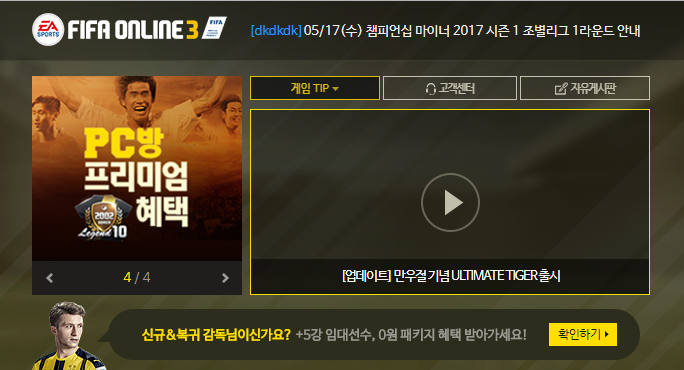 EA SPORTS FIFA ONLINE 3 FIFA
[dkdkdk] 05/17(수) 챔피언십 마이너 2017 시즌 1 조별리그 1라운드 안내
게임 TIP
고객센터
자유게시판
PC방
프리미엄
혜택
2002
Legend 10
4 / 4
[업데이트] 만우절 기념 ULTIMATE TIGER 출시
신규&복귀 감독님이신가요? +5강 임대선수, 0원 패키지 혜택 받아가세요!
확인하기